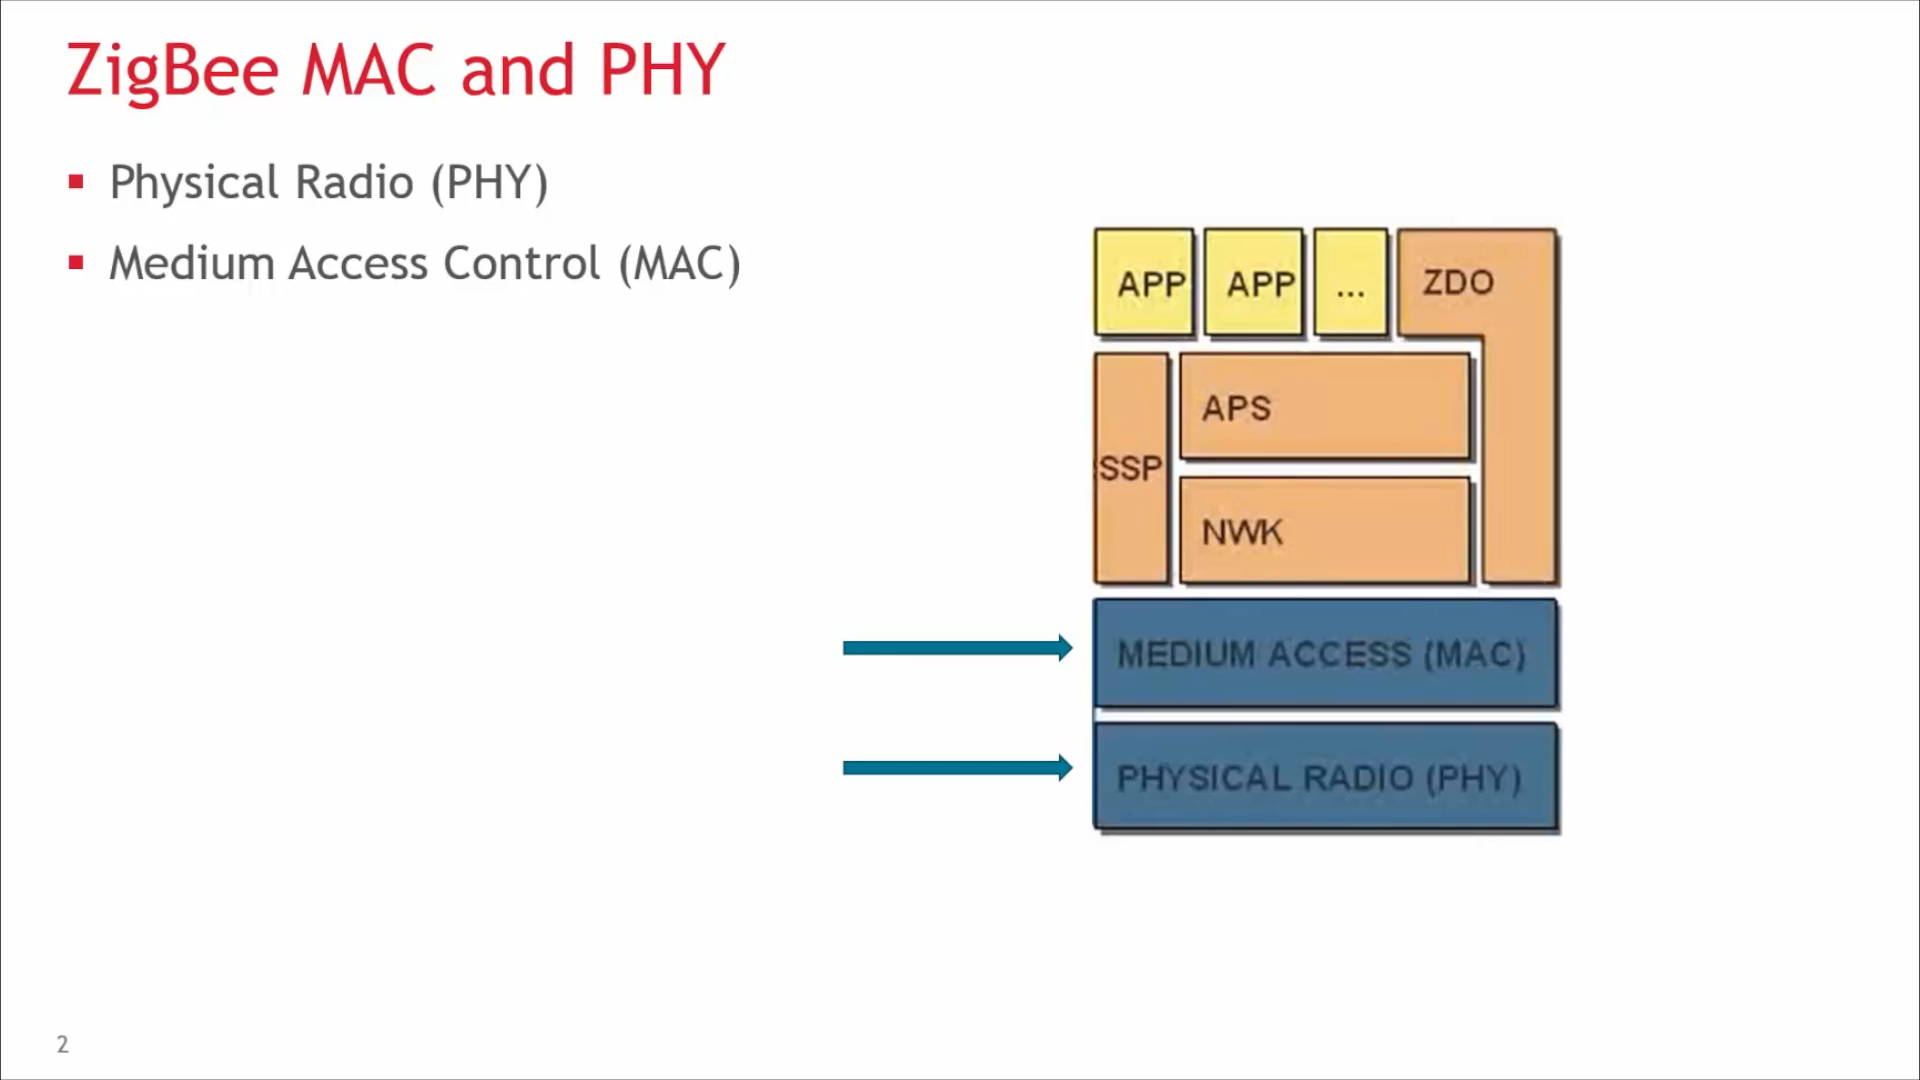 ZigBee MAC and PHY
Physical Radio (PHY)
Medium Access Control (MAC)
APP
APP
...
ZDO
APS
SSP
NWK
MEDIUM ACCESS (MAC)
PHYSICAL RADIO (PHY)
2